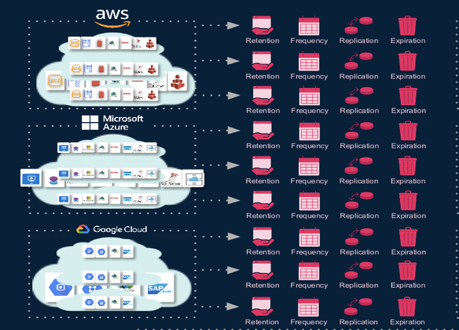 aws
Retention Frequency Replication Expiration
Retention Frequency Replication Expiration
Retention Frequency Replication Expiration
Microsoft
Azure
Retention Frequency Replication Expiration
Retention Frequency Replication Expiration
Retention Frequency Replication Expiration
Google Cloud
Retention Frequency Replication Expiration
Retention Frequency Replication Expiration
SAP
Retention Frequency Replication Expiration